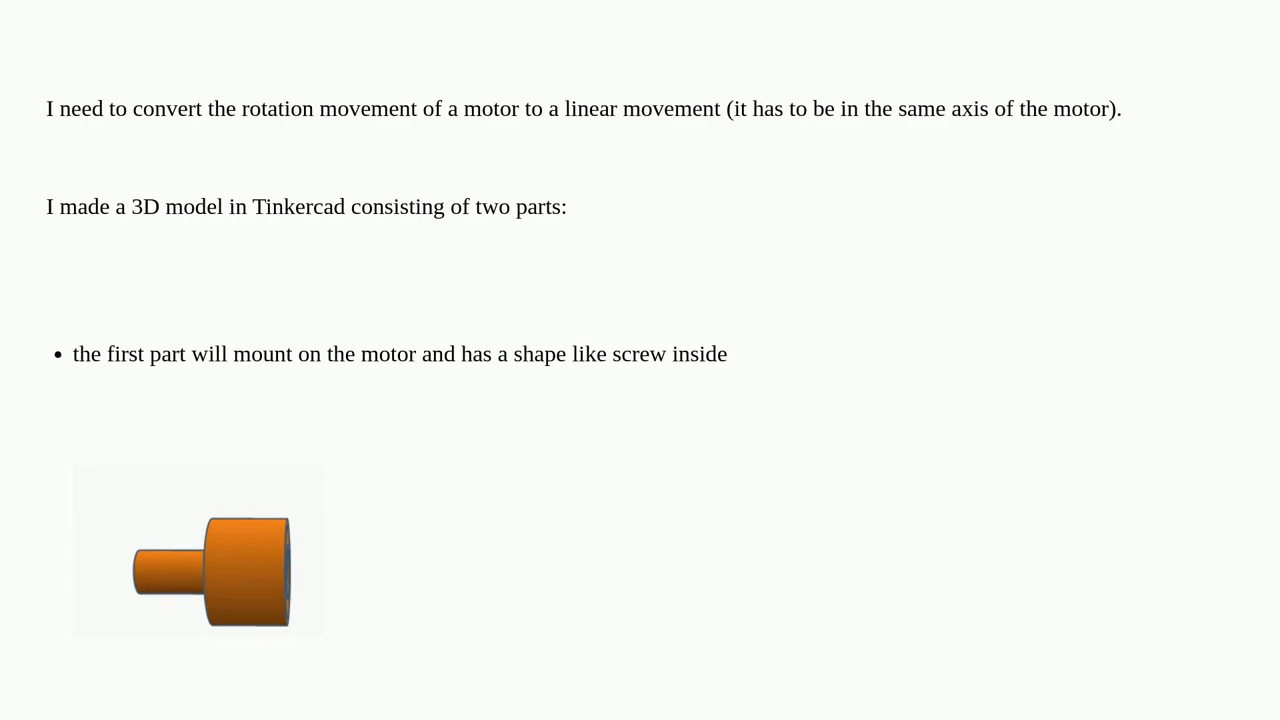 I need to convert the rotation movement of a motor to a linear movement (it has to be in the same axis of the motor).
I made a 3D model in Tinkercad consisting of two parts:
• the first part will mount on the motor and has a shape like screw inside